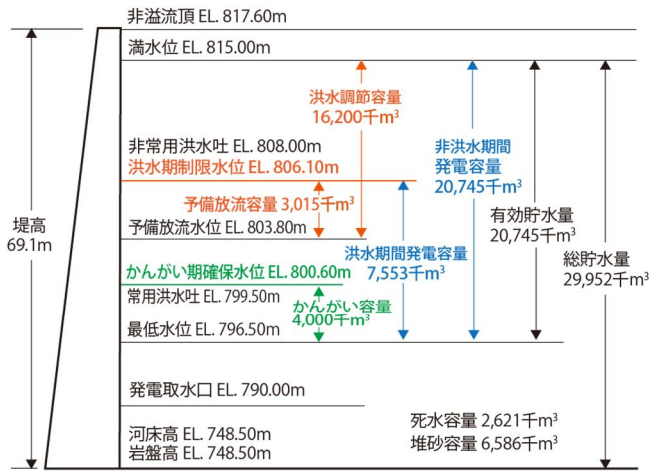 非溢流頂 EL. 817.60m
満水位 EL. 815.00m
洪水調節容量
16,200千m³
非常用洪水吐 EL. 808.00m
洪水期制限水位 EL. 806.10m
非洪水期間
発電容量
20,745千m³
予備放流容量 3,015千m³
有効貯水量
20,745千m³
堤高
69.1m
予備放流水位 EL. 803.80m
洪水期間発電容量
7,553千m³
総貯水量
29,952千m³
かんがい期確保水位 EL. 800.60m
常用洪水吐 EL. 799.50m
かんがい容量
4,000千m³
最低水位 EL. 796.50m
発電取水口 EL. 790.00m
死水容量 2,621千m³
堆砂容量 6,586千m³
河床高 EL. 748.50m
岩盤高 EL. 748.50m